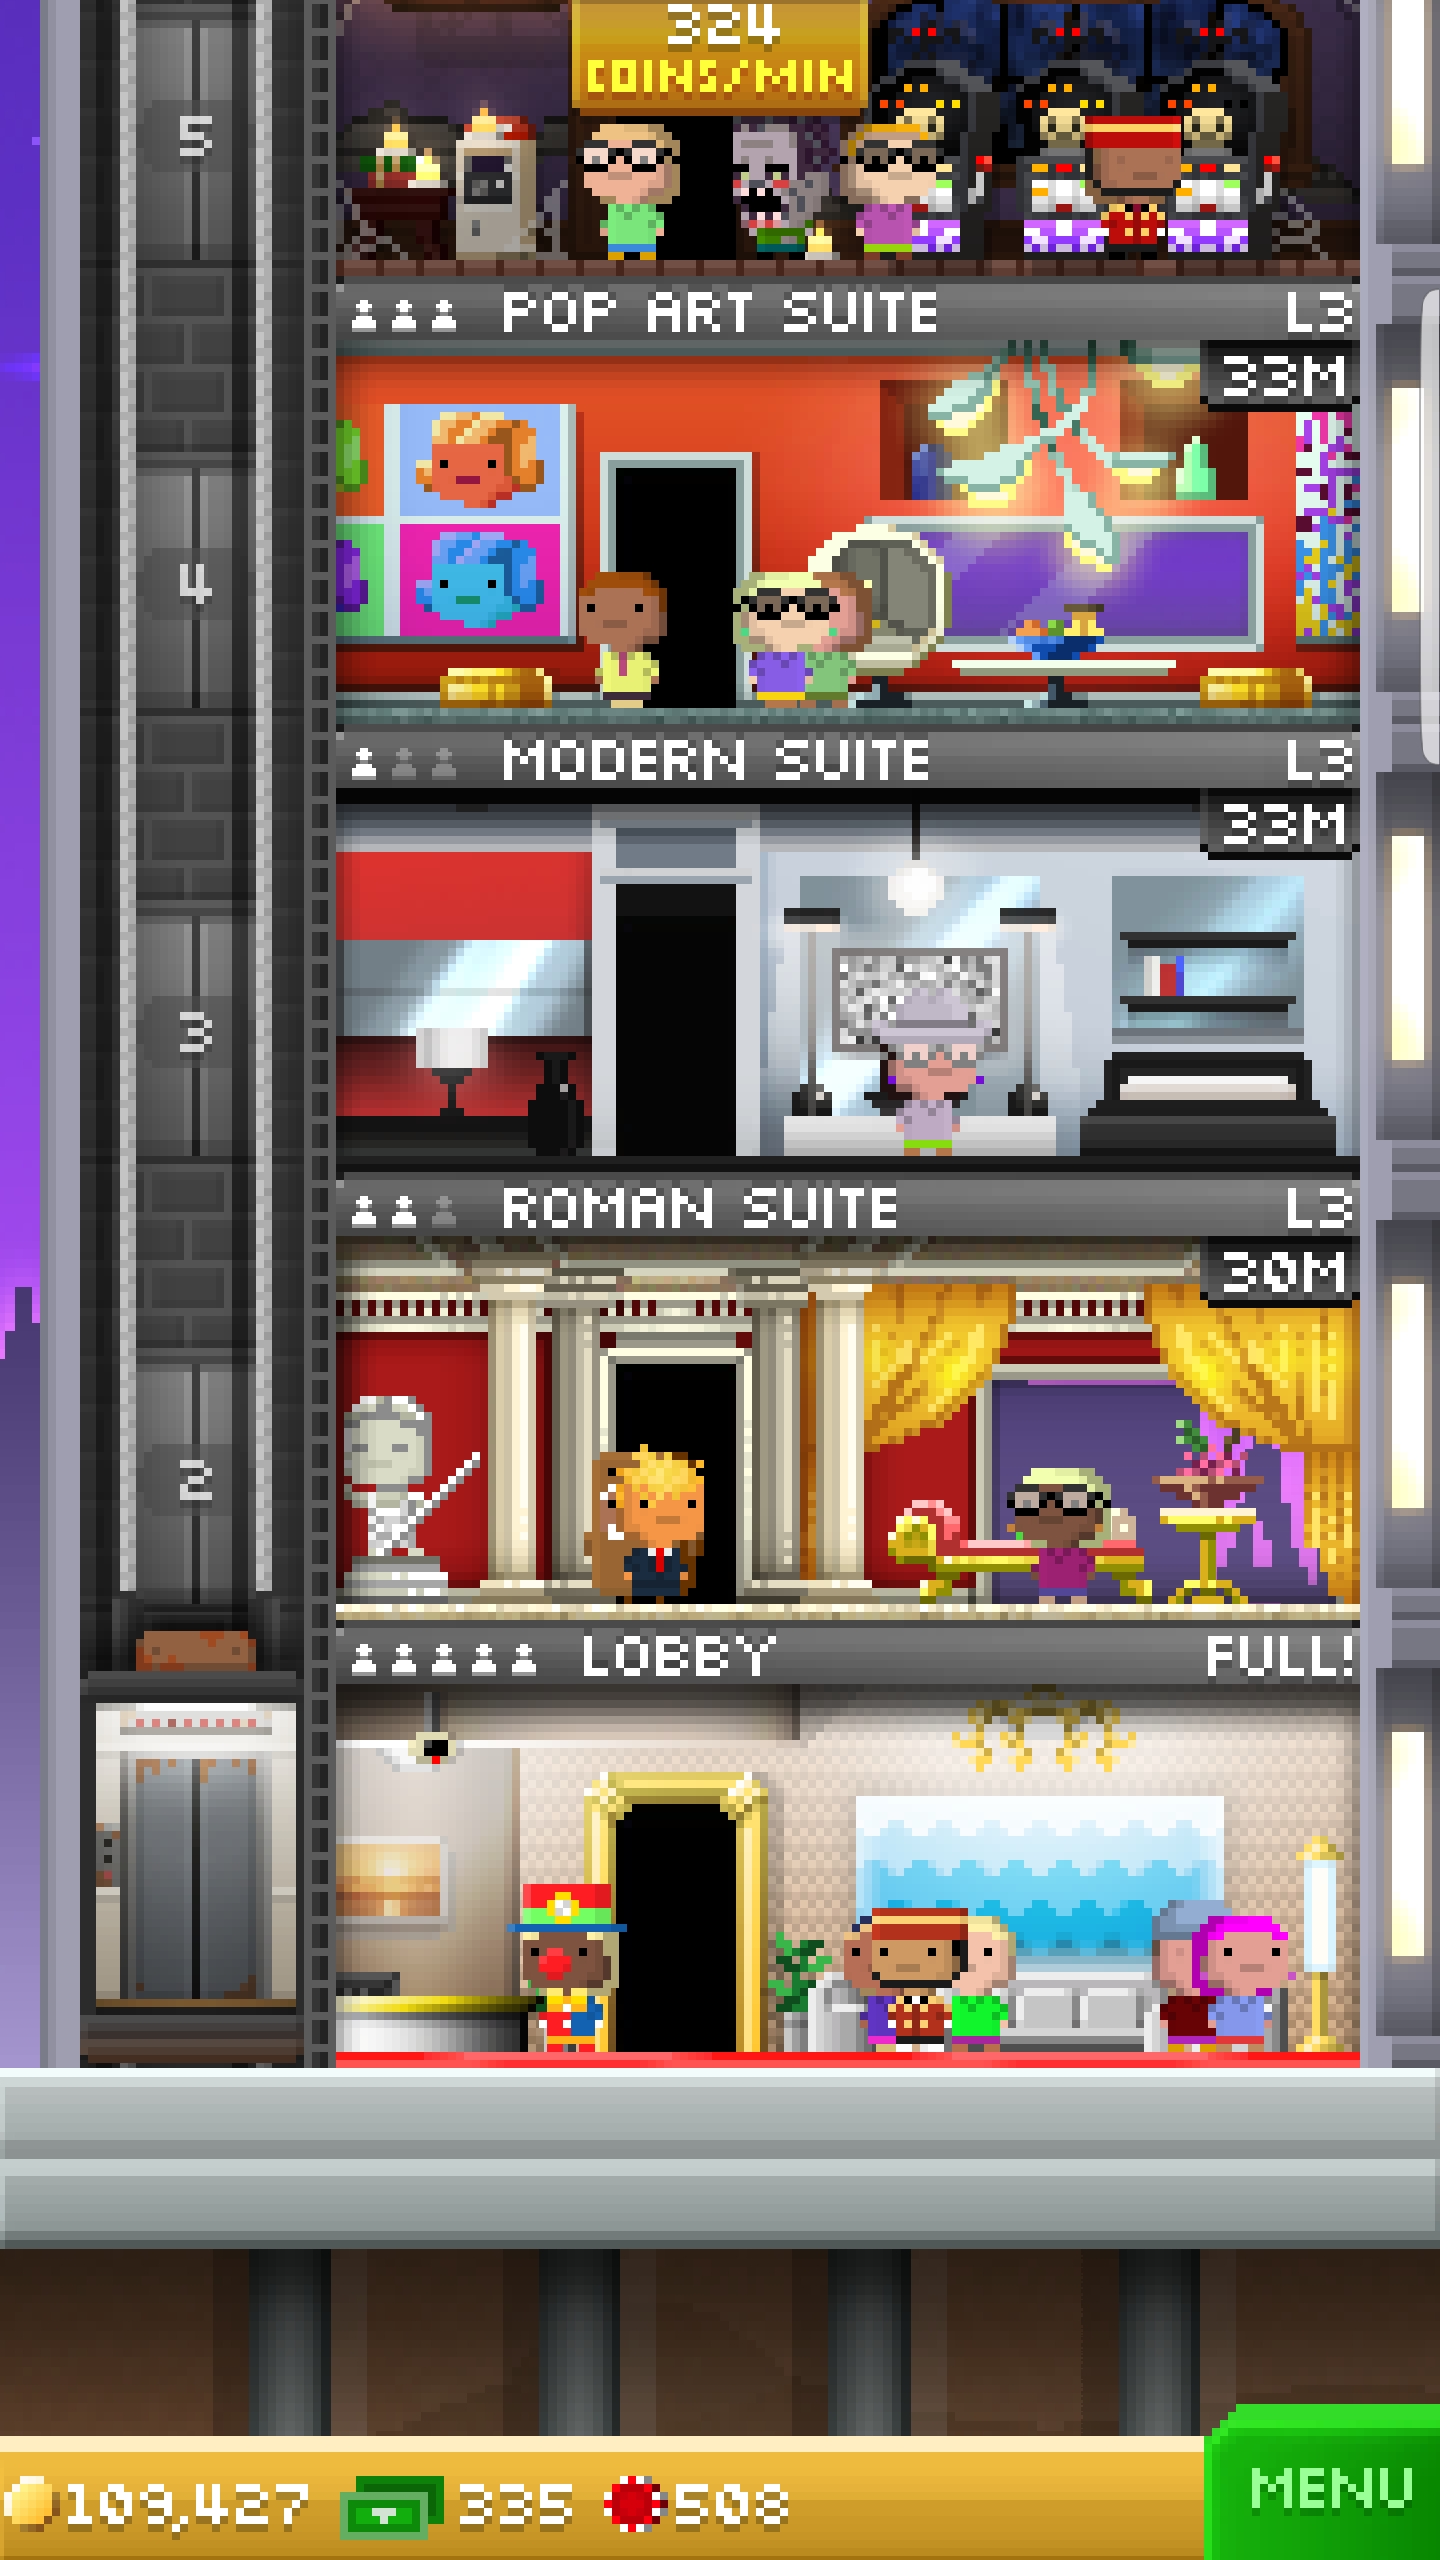 324
COINS/MIN
5
POP ART SUITE L3
33M
4
MODERN SUITE L3
33M
3
ROMAN SUITE L3
30M
2
LOBBY FULL!
109,427 335 508 MENU